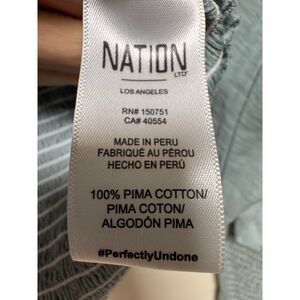 NATION
LTD
LOS ANGELES
RN# 150751
CA# 40554
MADE IN PERU
FABRIQUÉ AU PÉROU
HECHO EN PERÚ
100% PIMA COTTON/
PIMA COTON/
ALGODÓN PIMA
#PerfectlyUndone